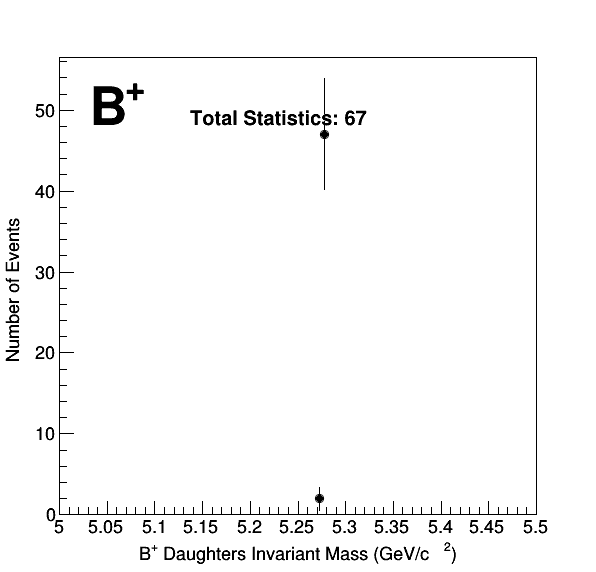 B+
Total Statistics: 67
Number of Events
50
40
30
20
10
0
5 5.05 5.1 5.15 5.2 5.25 5.3 5.35 5.4 5.45 5.5
B+ Daughters Invariant Mass (GeV/c 2)